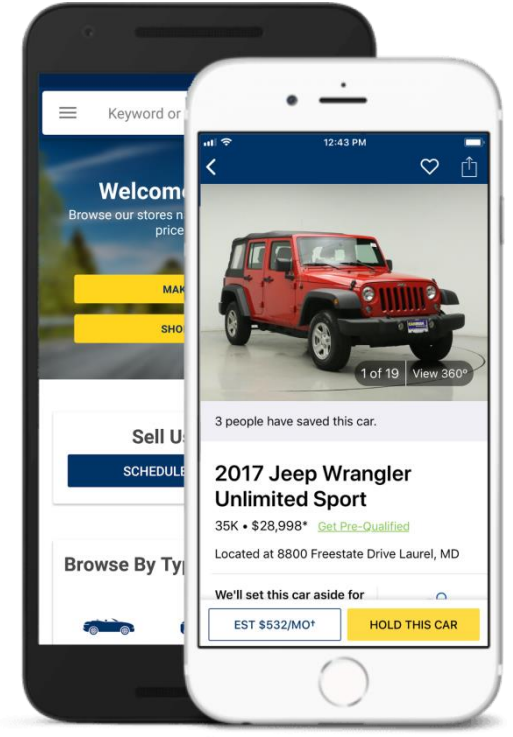 Keyword or
Welcom
Browse our stores n
price
MAK
SHO
Sell U
SCHEDULE
Browse By Ty
12:43 PM
1 of 19 | View 360°
3 people have saved this car.
2017 Jeep Wrangler
Unlimited Sport
35K • $28,998* Get Pre-Qualified
Located at 8800 Freestate Drive Laurel, MD
We'll set this car aside for
EST $532/MO†
HOLD THIS CAR